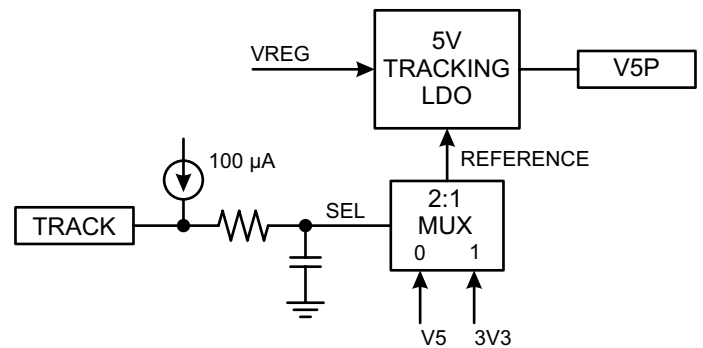 VREG
5V
TRACKING
LDO
V5P
100 µA
REFERENCE
TRACK
SEL
2:1
MUX
0 1
V5 3V3